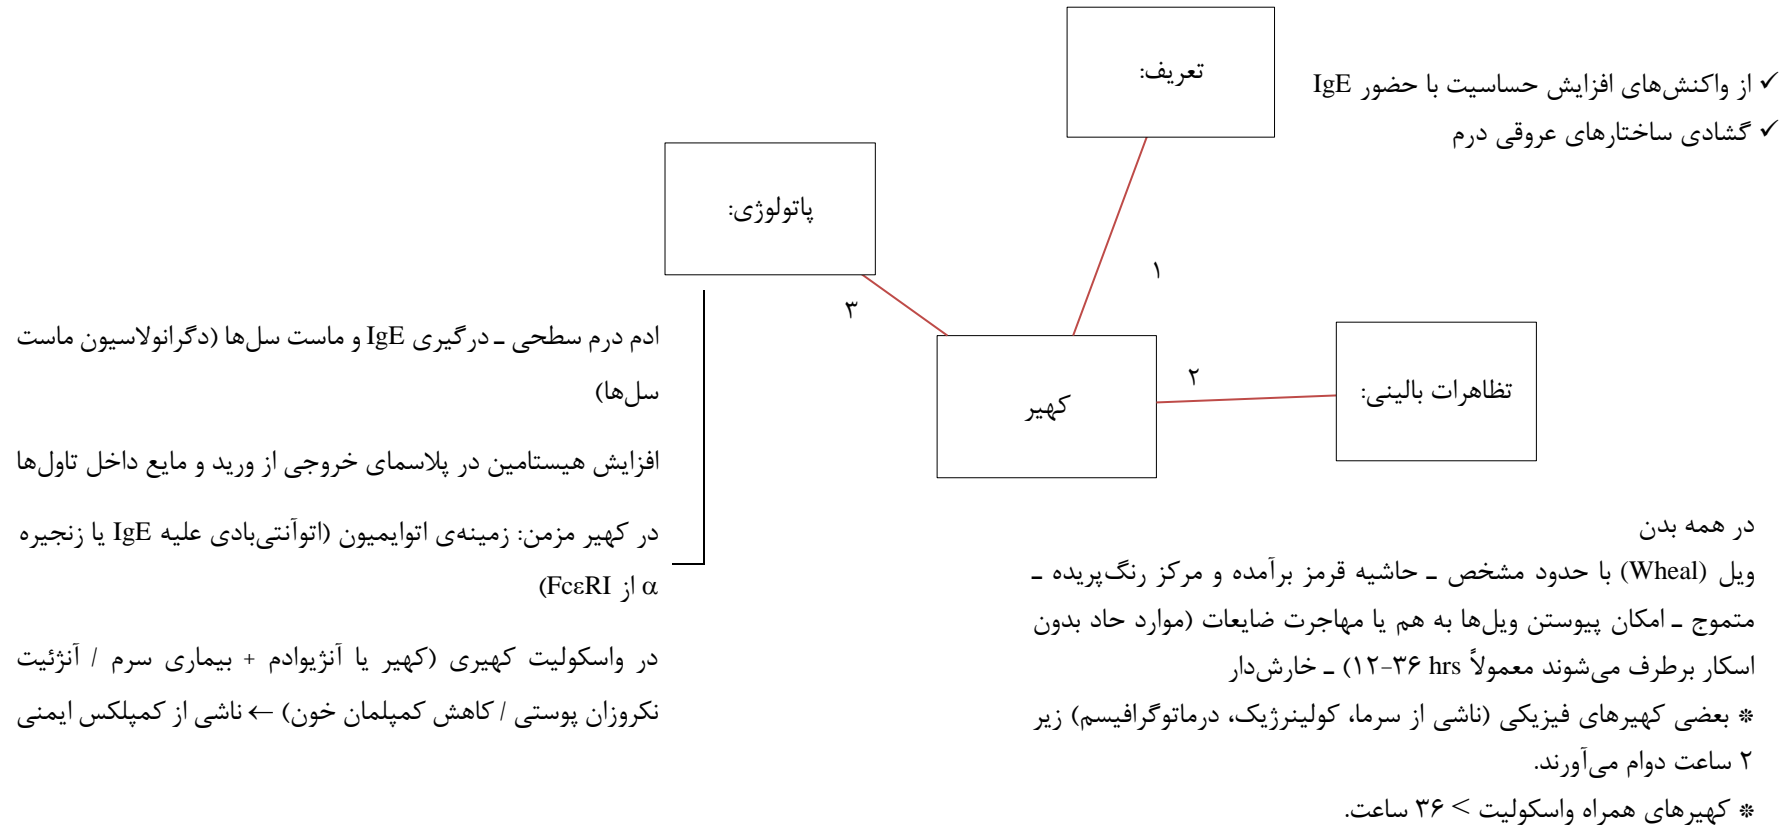 تعریف:
✓ از واکنش‌های افزایش حساسیت با حضور IgE
✓ گشادی ساختارهای عروقی درم
پاتولوژی:
۱
۳
ادم درم سطحی ـ درگیری IgE و ماست سل‌ها (دگرانولاسیون ماست
سل‌ها)
افزایش هیستامین در پلاسمای خروجی از ورید و مایع داخل تاول‌ها
در کهیر مزمن: زمینه‌ی اتوایمیون (اتوآنتی‌بادی علیه IgE یا زنجیره
α از FcεRI)
در واسکولیت کهیری (کهیر یا آنژیوادم + بیماری سرم / آنژئیت
نکروزان پوستی / کاهش کمپلمان خون) ← ناشی از کمپلکس ایمنی
کهیر
۲
تظاهرات بالینی:
در همه بدن
ویل (Wheal) با حدود مشخص ـ حاشیه قرمز برآمده و مرکز رنگ‌پریده ـ
متموج ـ امکان پیوستن ویل‌ها به هم یا مهاجرت ضایعات (موارد حاد بدون
اسکار برطرف می‌شوند معمولاً ۱۲-۳۶ hrs) ـ خارش‌دار
* بعضی کهیرهای فیزیکی (ناشی از سرما، کولینرژیک، درماتوگرافیسم) زیر
۲ ساعت دوام می‌آورند.
* کهیرهای همراه واسکولیت > ۳۶ ساعت.